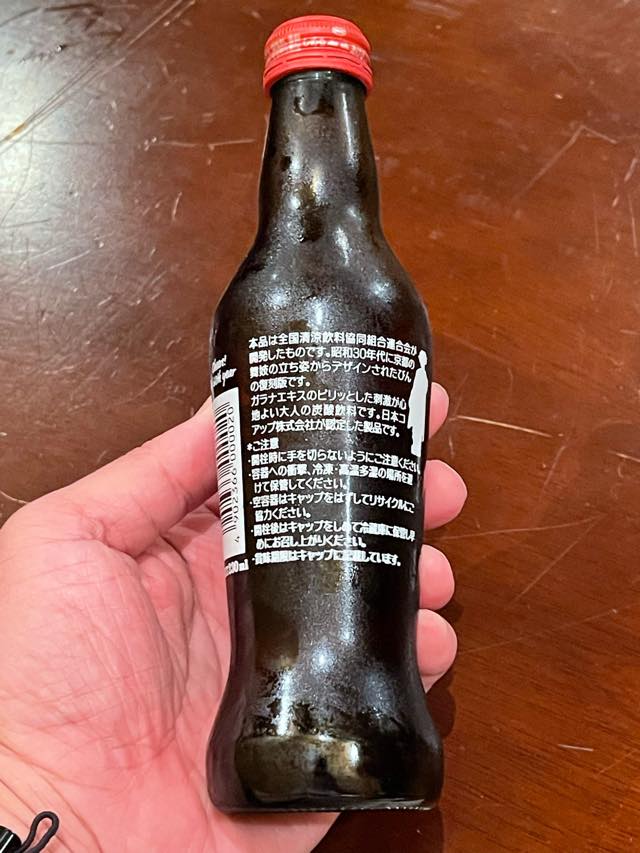 本品は全国清涼飲料協同組合連合会が
開発したものです。昭和30年代に京都の
舞妓の立ち姿からデザインされたびん
の復刻版です。
ガラナエキスのピリッとした刺激が心
地よい大人の炭酸飲料です。日本コ
アップ株式会社が認定した製品です。
*ご注意
・開栓時に手を切らないようにご注意ください。
・容器への衝撃、冷凍・高温多湿の場所を避
けて保管してください。
・空容器はキャップをはずしてリサイクルにご
協力ください。
・開栓後はキャップをしめて冷蔵庫に保管し早
めにお召し上がりください。
・賞味期限はキャップに記載しています。
4 902366 000020